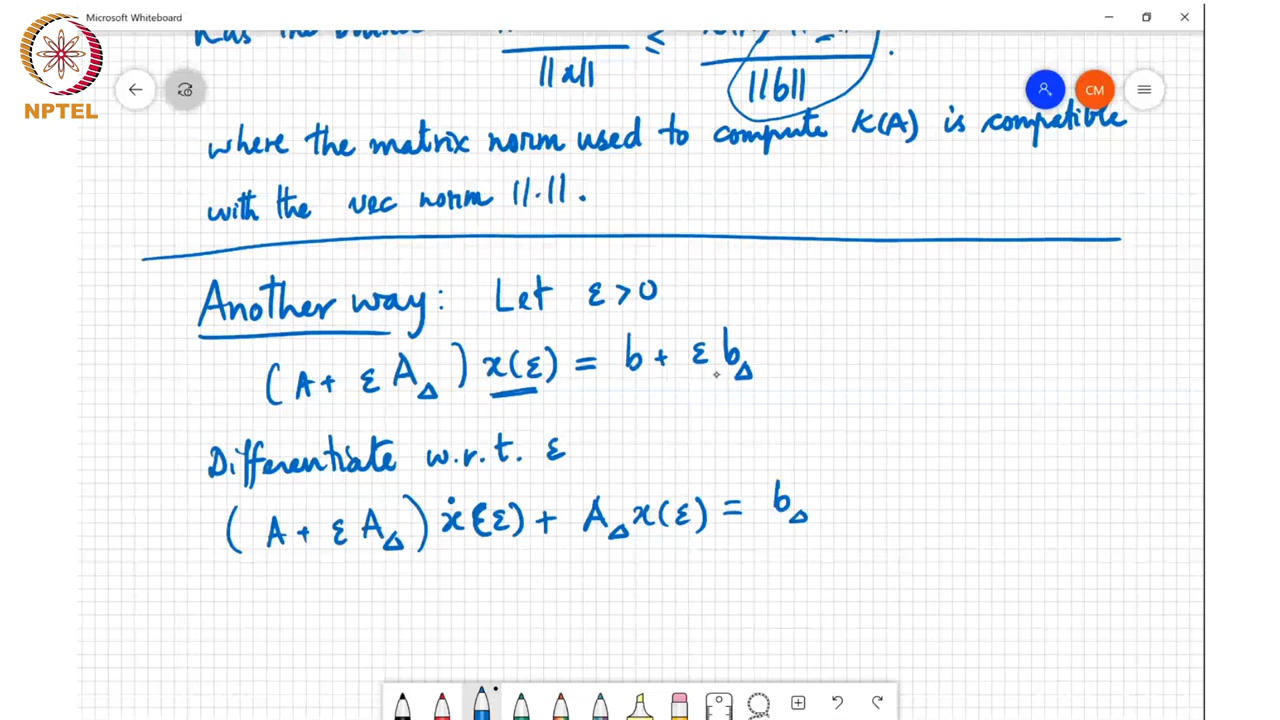 Microsoft Whiteboard
NPTEL
CM
||x|| ≤ ||b|| .
where the matrix norm used to compute κ(A) is compatible
with the vec norm ||·||.
Another way: Let ε > 0
(A + ε A_Δ) x(ε) = b + ε b_Δ
Differentiate w.r.t. ε
(A + ε A_Δ) ẋ(ε) + A_Δ x(ε) = b_Δ